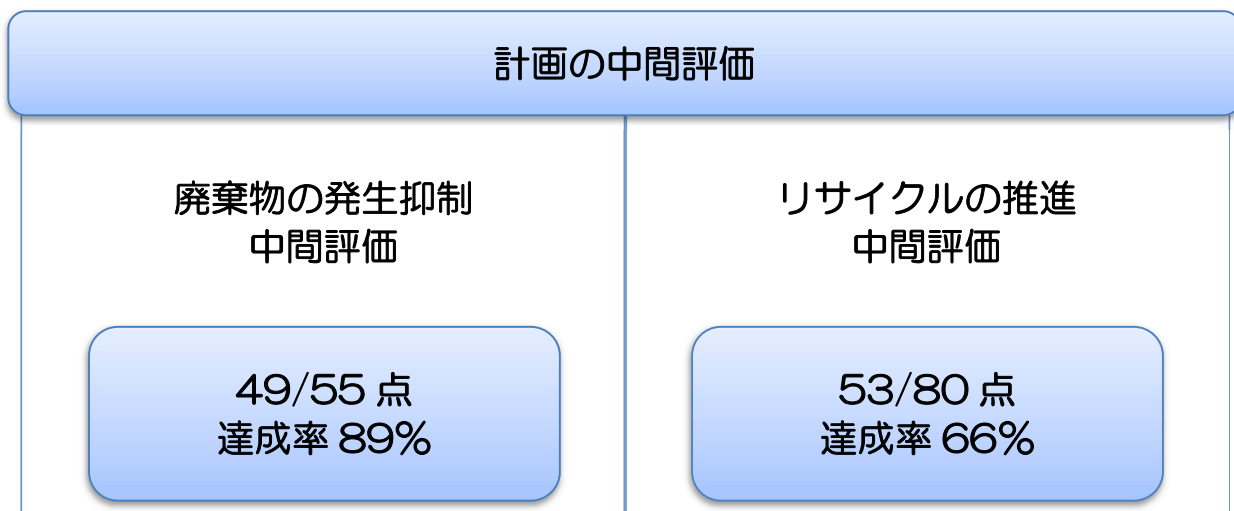 計画の中間評価
廃棄物の発生抑制
中間評価
49/55 点
達成率 89%
リサイクルの推進
中間評価
53/80 点
達成率 66%